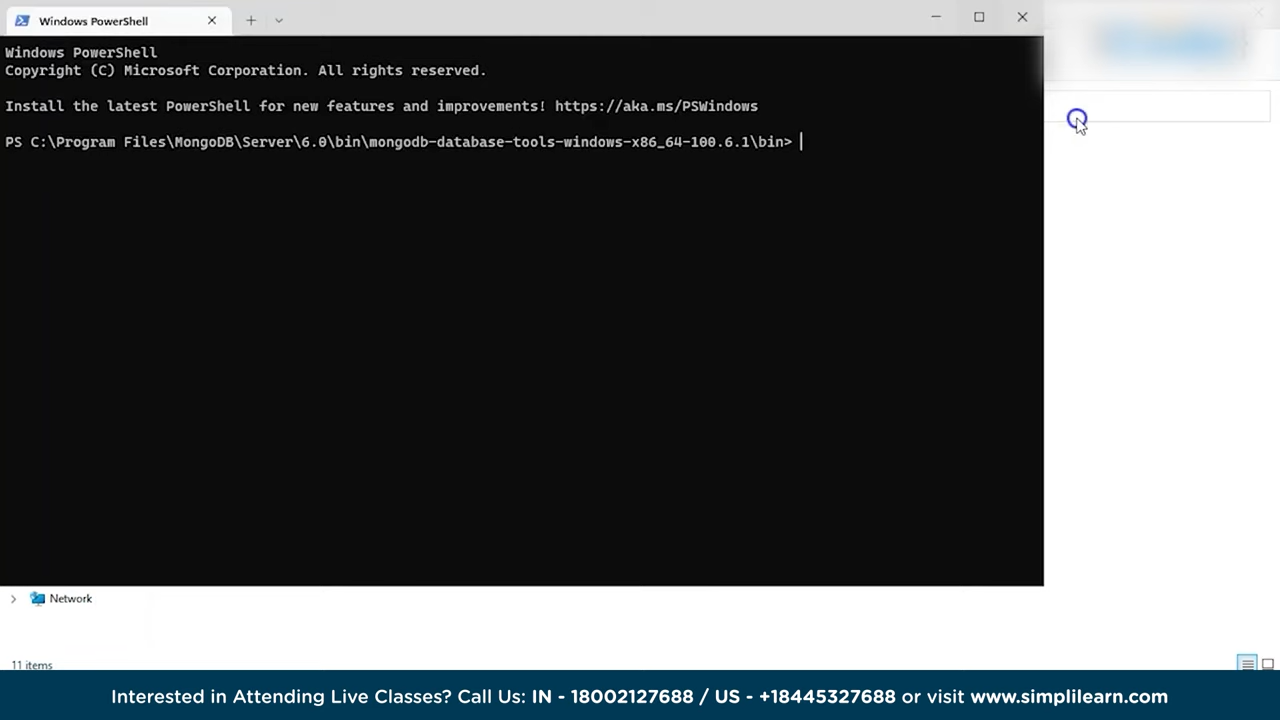 Windows PowerShell
Windows PowerShell
Copyright (C) Microsoft Corporation. All rights reserved.
Install the latest PowerShell for new features and improvements! https://aka.ms/PSWindows
PS C:\Program Files\MongoDB\Server\6.0\bin\mongodb-database-tools-windows-x86_64-100.6.1\bin>
Network
11 items
Interested in Attending Live Classes? Call Us: IN - 18002127688 / US - +18445327688 or visit www.simplilearn.com